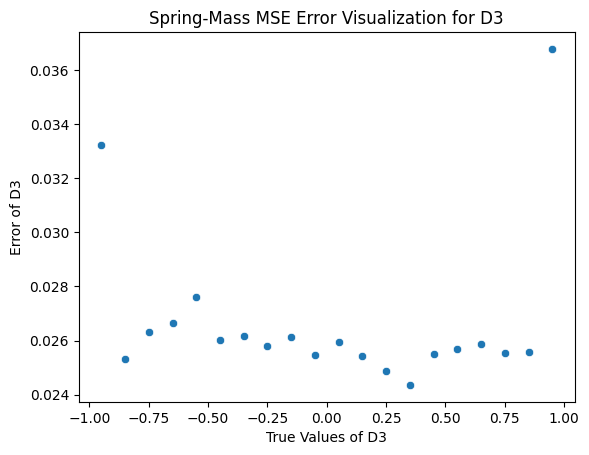 Spring-Mass MSE Error Visualization for D3
0.036
0.034
0.032
0.030
0.028
0.026
0.024
Error of D3
−1.00 −0.75 −0.50 −0.25 0.00 0.25 0.50 0.75 1.00
True Values of D3